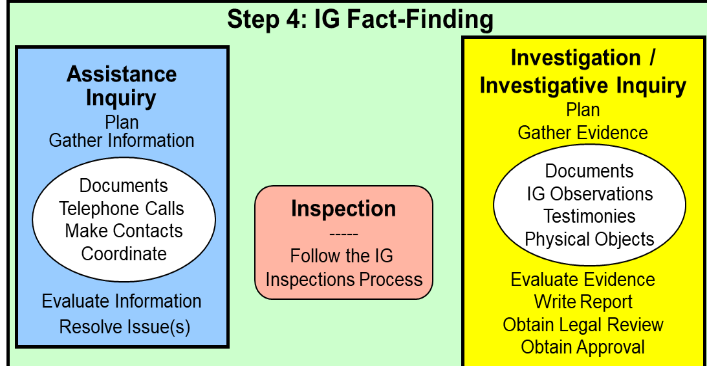 Step 4: IG Fact-Finding
Assistance
Inquiry
Plan
Gather Information
Documents
Telephone Calls
Make Contacts
Coordinate
Evaluate Information
Resolve Issue(s)
Inspection
-----
Follow the IG
Inspections Process
Investigation /
Investigative Inquiry
Plan
Gather Evidence
Documents
IG Observations
Testimonies
Physical Objects
Evaluate Evidence
Write Report
Obtain Legal Review
Obtain Approval